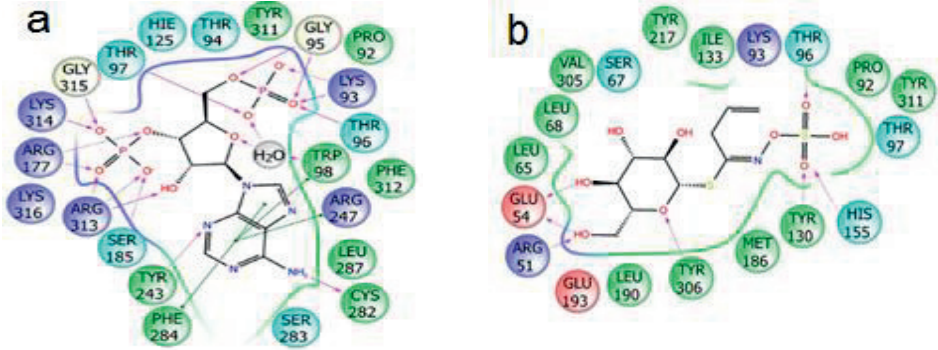 a
TYR 311
HIE 125
THR 94
GLY 95
PRO 92
THR 97
GLY 315
LYS 93
LYS 314
THR 96
ARG 177
H2O
TRP 98
PHE 312
LYS 316
HO
ARG 313
ARG 247
SER 185
LEU 287
TYR 243
CYS 282
PHE 284
SER 283
O
P
N
NH2
b
TYR 217
ILE 133
LYS 93
THR 96
VAL 305
SER 67
PRO 92
TYR 311
LEU 68
THR 97
LEU 65
GLU 54
ARG 51
GLU 193
LEU 190
TYR 306
MET 186
TYR 130
HIS 155
HO
OH
HO
HO
O
S
N
O
S
OH
O
O